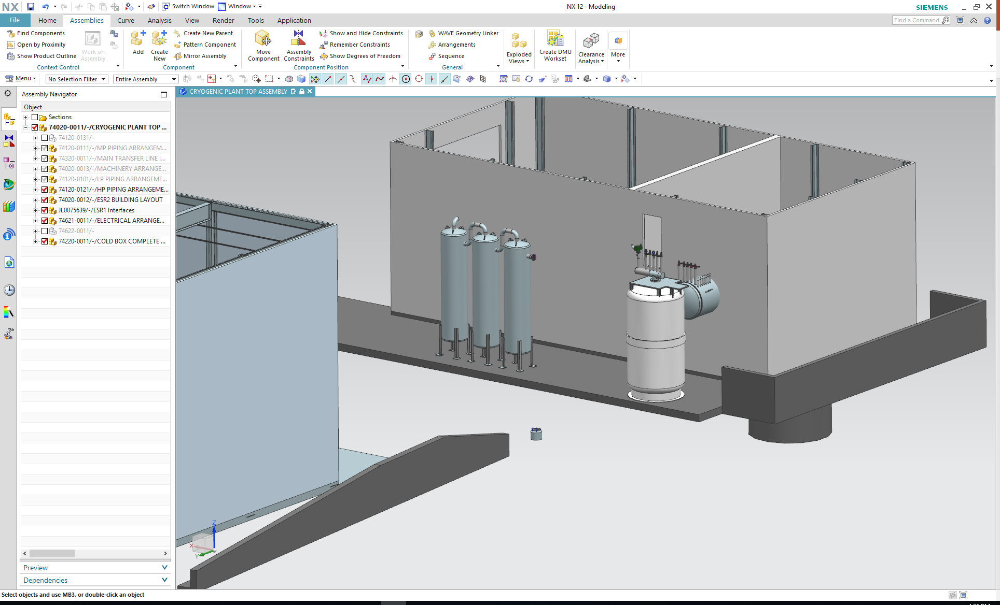 NX
Switch Window
Window
NX 12 - Modeling
SIEMENS
File
Home
Assemblies
Curve
Analysis
View
Render
Tools
Application
Find a Command
Find Components
Open by Proximity
Show Product Outline
Work on
Assembly
Context Control
Add
Create
New
Create New Parent
Pattern Component
Mirror Assembly
Component
Move
Component
Assembly
Constraints
Show and Hide Constraints
Remember Constraints
Show Degrees of Freedom
Component Position
WAVE Geometry Linker
Arrangements
Sequence
General
Exploded
Views
Create DMU
Workset
Clearance
Analysis
More
Menu
No Selection Filter
Entire Assembly
Assembly Navigator
CRYOGENIC PLANT TOP ASSEMBLY
Object
Sections
74020-0011/-/CRYOGENIC PLANT TOP ...
74120-0131/-
74120-0111/-/MP PIPING ARRANGEM...
74320-0011/-/MAIN TRANSFER LINE I...
74020-0013/-/MACHINERY ARRANGE...
74120-0101/-/LP PIPING ARRANGEME...
74120-0121/-/HP PIPING ARRANGEME...
74020-0012/-/ESR2 BUILDING LAYOUT
JL0075639/-/ESR1 Interfaces
74621-0011/-/ELECTRICAL ARRANGE...
74622-0011/-
74220-0011/-/COLD BOX COMPLETE ...
Z
X
Y
Preview
Dependencies
Select objects and use MB3, or double-click an object